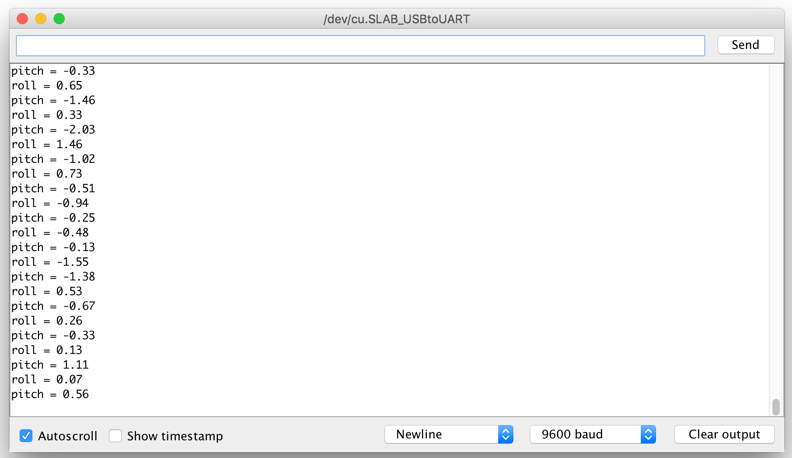 /dev/cu.SLAB_USBtoUART
Send
pitch = -0.33
roll = 0.65
pitch = -1.46
roll = 0.33
pitch = -2.03
roll = 1.46
pitch = -1.02
roll = 0.73
pitch = -0.51
roll = -0.94
pitch = -0.25
roll = -0.48
pitch = -0.13
roll = -1.55
pitch = -1.38
roll = 0.53
pitch = -0.67
roll = 0.26
pitch = -0.33
roll = 0.13
pitch = 1.11
roll = 0.07
pitch = 0.56
Autoscroll Show timestamp Newline 9600 baud Clear output